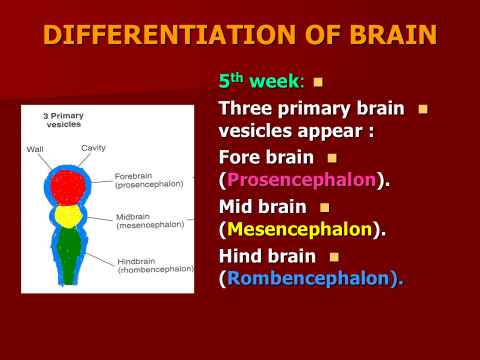 DIFFERENTIATION OF BRAIN
5th week:
Three primary brain
vesicles appear :
Fore brain
(Prosencephalon).
Mid brain
(Mesencephalon).
Hind brain
(Rombencephalon).
3 Primary
vesicles
Wall
Cavity
Forebrain
(prosencephalon)
Midbrain
(mesencephalon)
Hindbrain
(rhombencephalon)